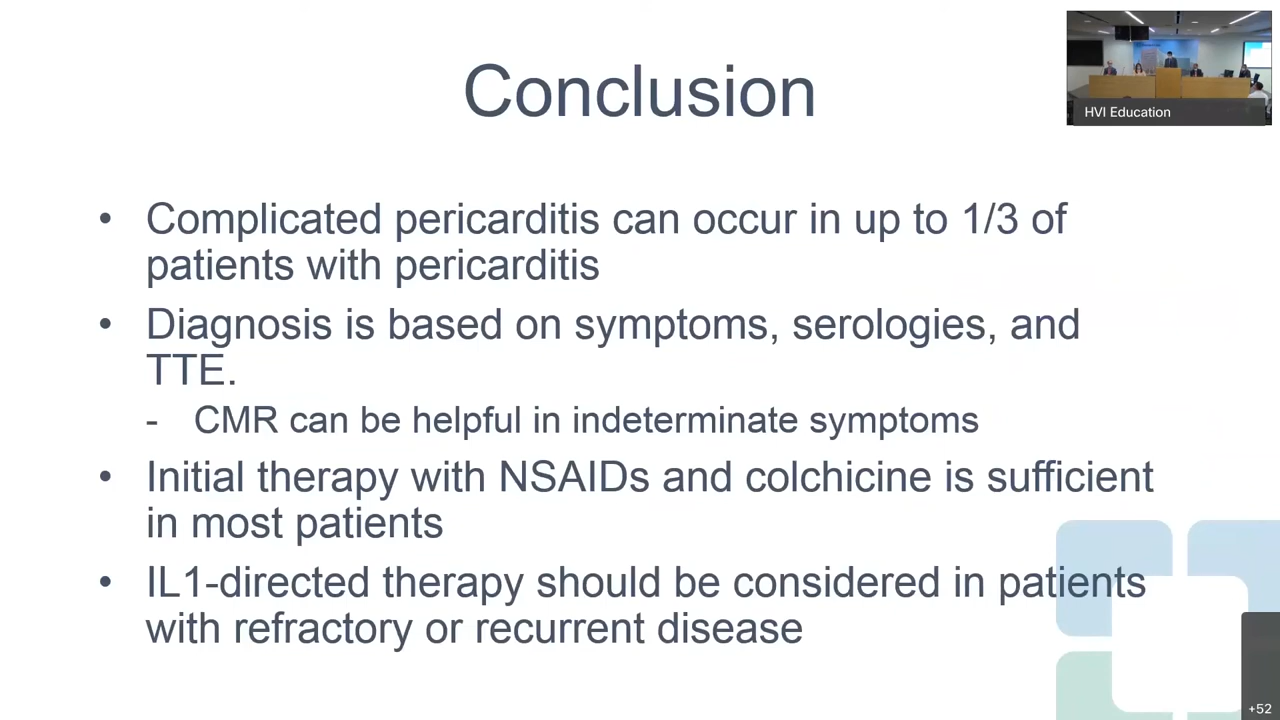 Conclusion
HVI Education
• Complicated pericarditis can occur in up to 1/3 of
patients with pericarditis
• Diagnosis is based on symptoms, serologies, and
TTE.
- CMR can be helpful in indeterminate symptoms
• Initial therapy with NSAIDs and colchicine is sufficient
in most patients
• IL1-directed therapy should be considered in patients
with refractory or recurrent disease
+52